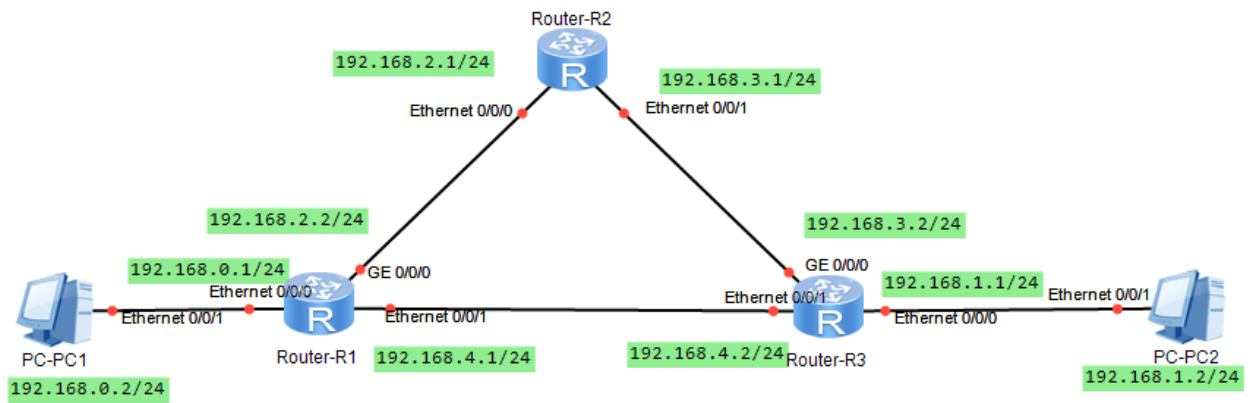 Router-R2
192.168.2.1/24
192.168.3.1/24
Ethernet 0/0/0
Ethernet 0/0/1
R
192.168.2.2/24
192.168.3.2/24
192.168.0.1/24
GE 0/0/0
GE 0/0/0
192.168.1.1/24
Ethernet 0/0/0
Ethernet 0/0/1
Ethernet 0/0/1
Ethernet 0/0/1
Ethernet 0/0/1
Ethernet 0/0/0
R
R
PC-PC1
Router-R1
192.168.4.1/24
192.168.4.2/24
Router-R3
PC-PC2
192.168.0.2/24
192.168.1.2/24